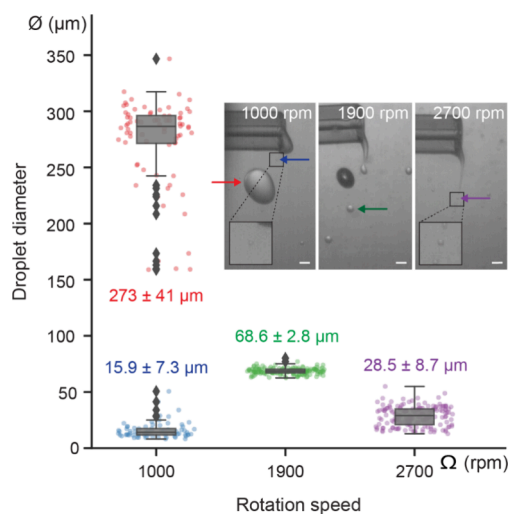 Ø (µm)
350
300
250
200
150
100
50
0
Droplet diameter
1000 rpm
1900 rpm
2700 rpm
273 ± 41 µm
68.6 ± 2.8 µm
15.9 ± 7.3 µm
28.5 ± 8.7 µm
1000
1900
2700
Ω (rpm)
Rotation speed